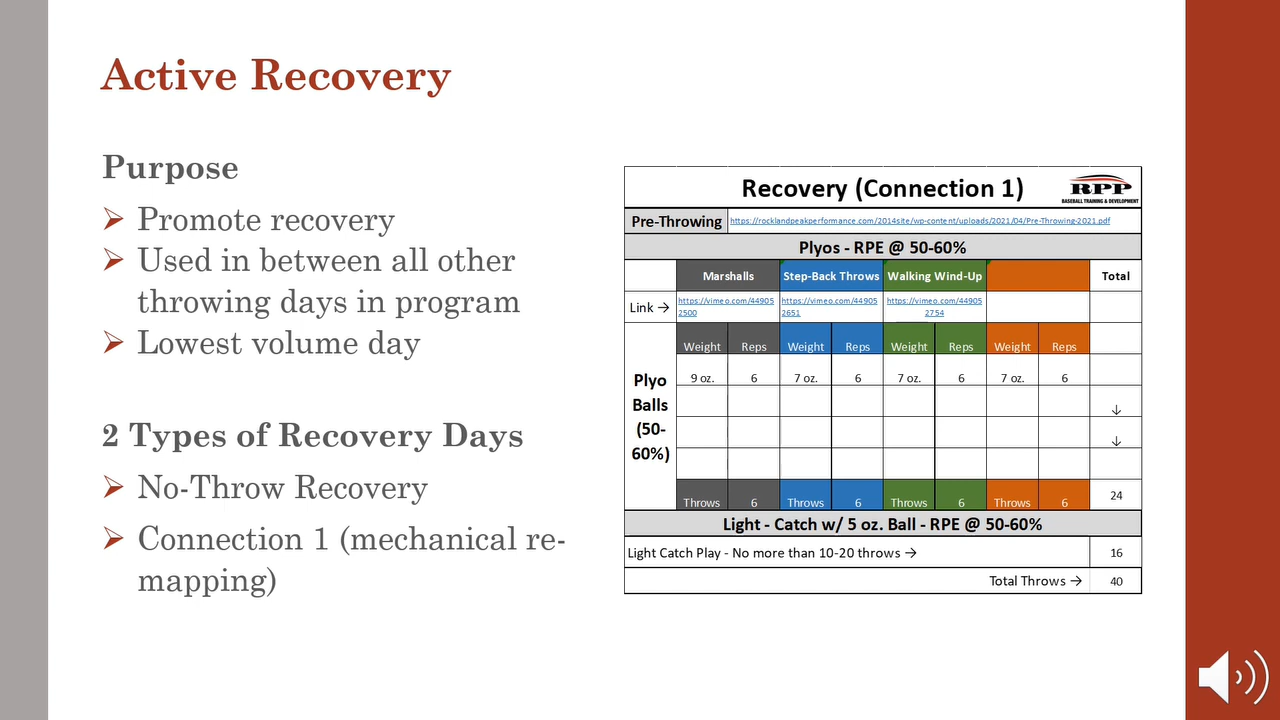 Active Recovery
Purpose
Promote recovery
Used in between all other
throwing days in program
Lowest volume day
2 Types of Recovery Days
No-Throw Recovery
Connection 1 (mechanical re-
mapping)
Recovery (Connection 1)
RPP
BASEBALL TRAINING & DEVELOPMENT
Pre-Throwing https://rocklandpeakperformance.com/2014site/wp-content/uploads/2021/04/Pre-Throwing-2021.pdf
Plyos - RPE @ 50-60%
Marshalls Step-Back Throws Walking Wind-Up Total
Link → https://vimeo.com/44905 https://vimeo.com/44905 https://vimeo.com/44905
2500 2651 2754
Weight Reps Weight Reps Weight Reps Weight Reps
9 oz. 6 7 oz. 6 7 oz. 6 7 oz. 6
Plyo
Balls
(50-
60%)
↓
↓
Throws 6 Throws 6 Throws 6 Throws 6 24
Light - Catch w/ 5 oz. Ball - RPE @ 50-60%
Light Catch Play - No more than 10-20 throws → 16
Total Throws → 40